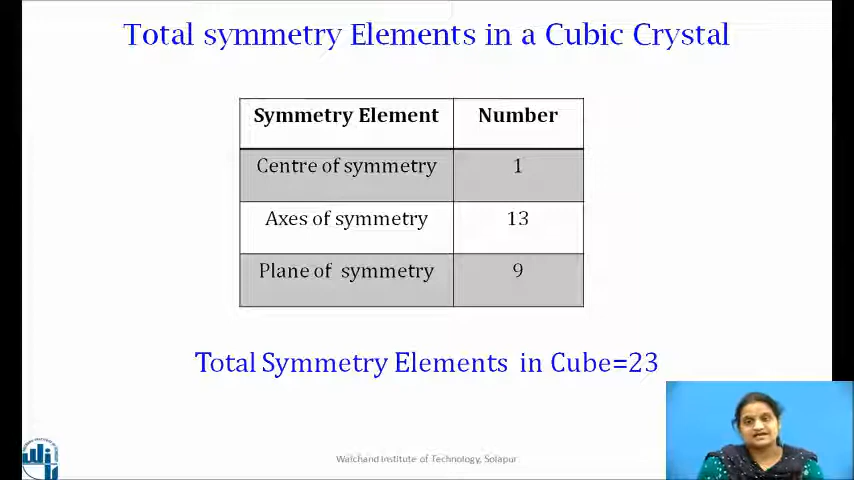 Total symmetry Elements in a Cubic Crystal
Symmetry Element Number
Centre of symmetry 1
Axes of symmetry 13
Plane of symmetry 9
Total Symmetry Elements in Cube=23
Walchand Institute of Technology, Solapur